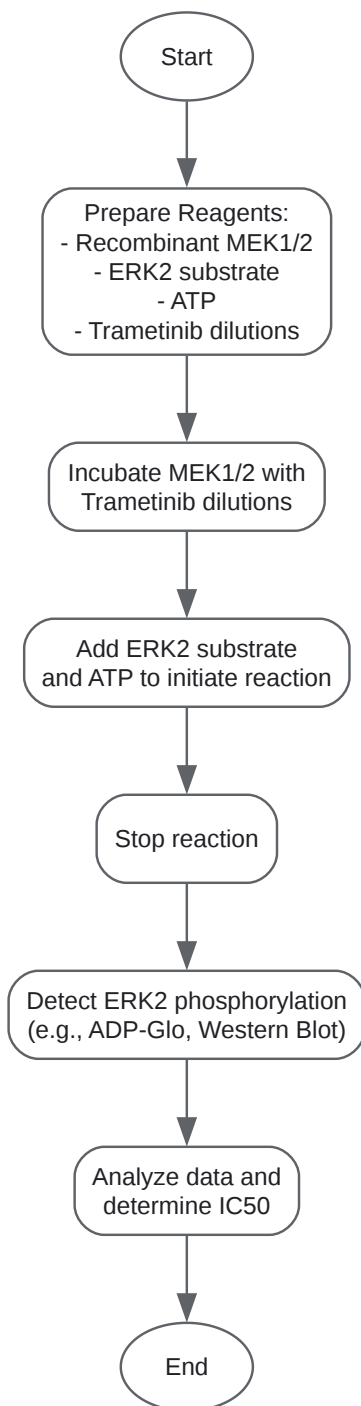 Start
Prepare Reagents:
- Recombinant MEK1/2
- ERK2 substrate
- ATP
- Trametinib dilutions
Incubate MEK1/2 with
Trametinib dilutions
Add ERK2 substrate
and ATP to initiate reaction
Stop reaction
Detect ERK2 phosphorylation
(e.g., ADP-Glo, Western Blot)
Analyze data and
determine IC50
End